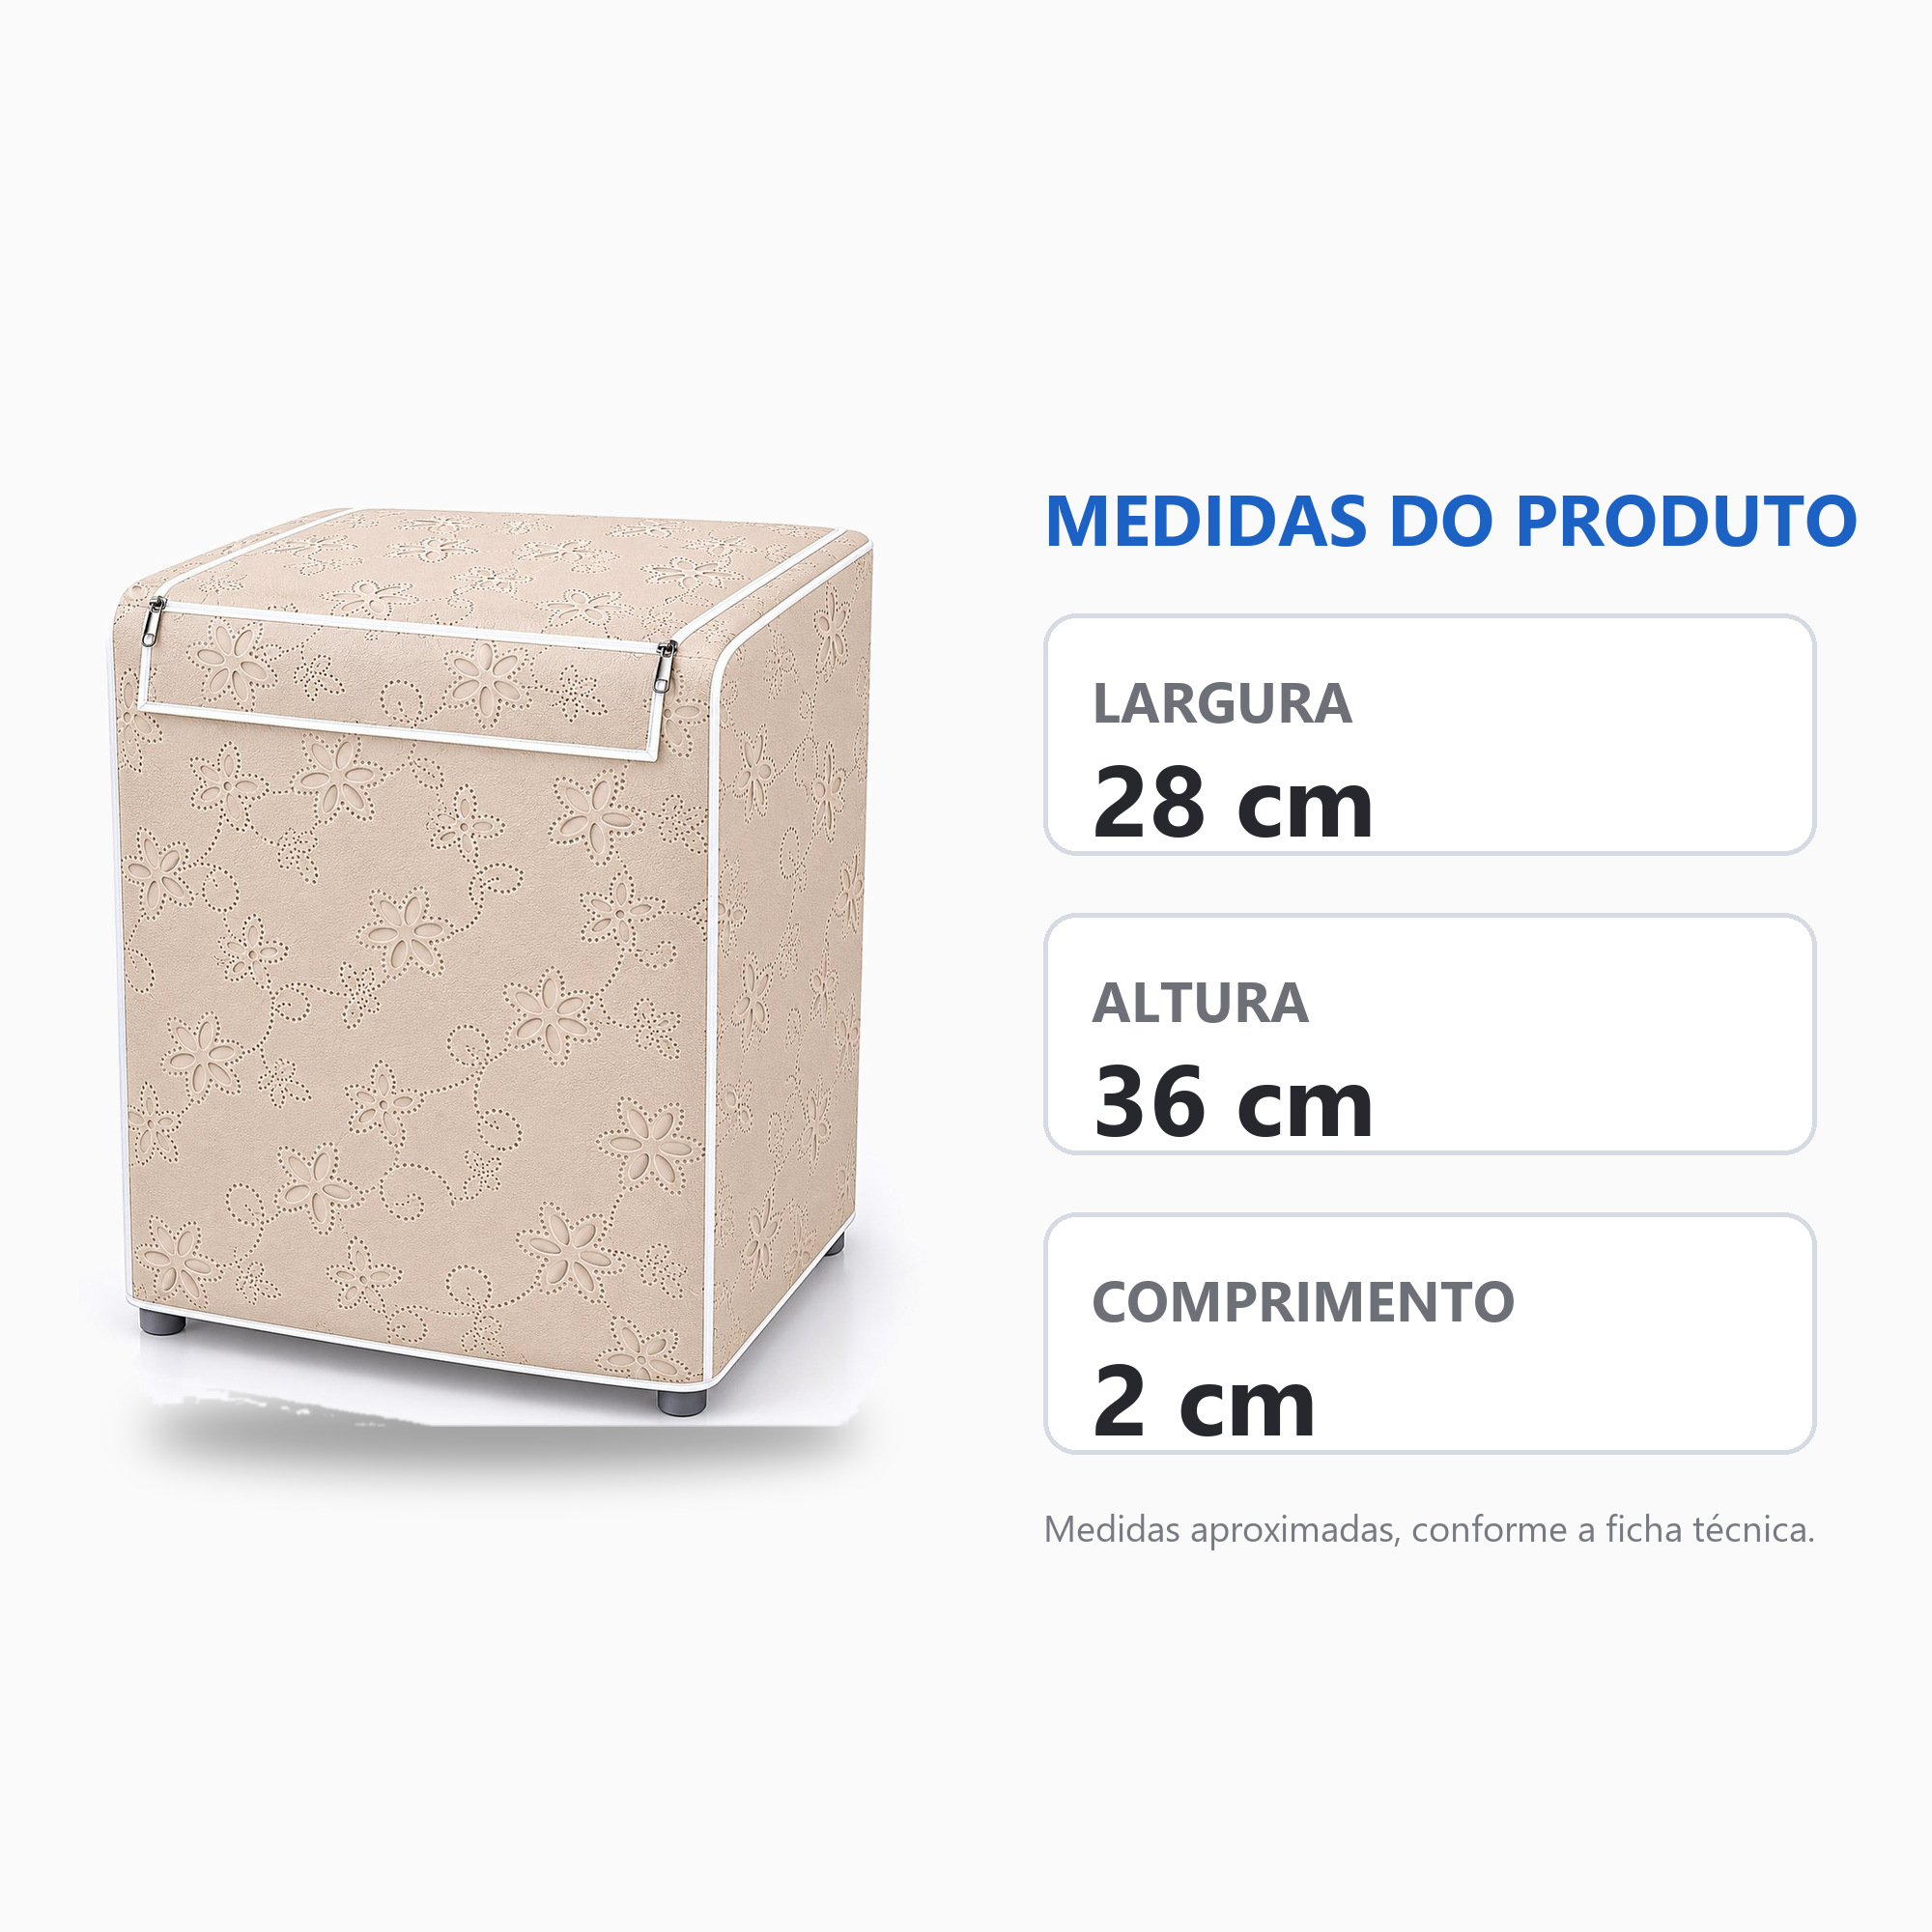 MEDIDAS DO PRODUTO
LARGURA
28 cm
ALTURA
36 cm
COMPRIMENTO
2 cm
Medidas aproximadas, conforme a ficha técnica.